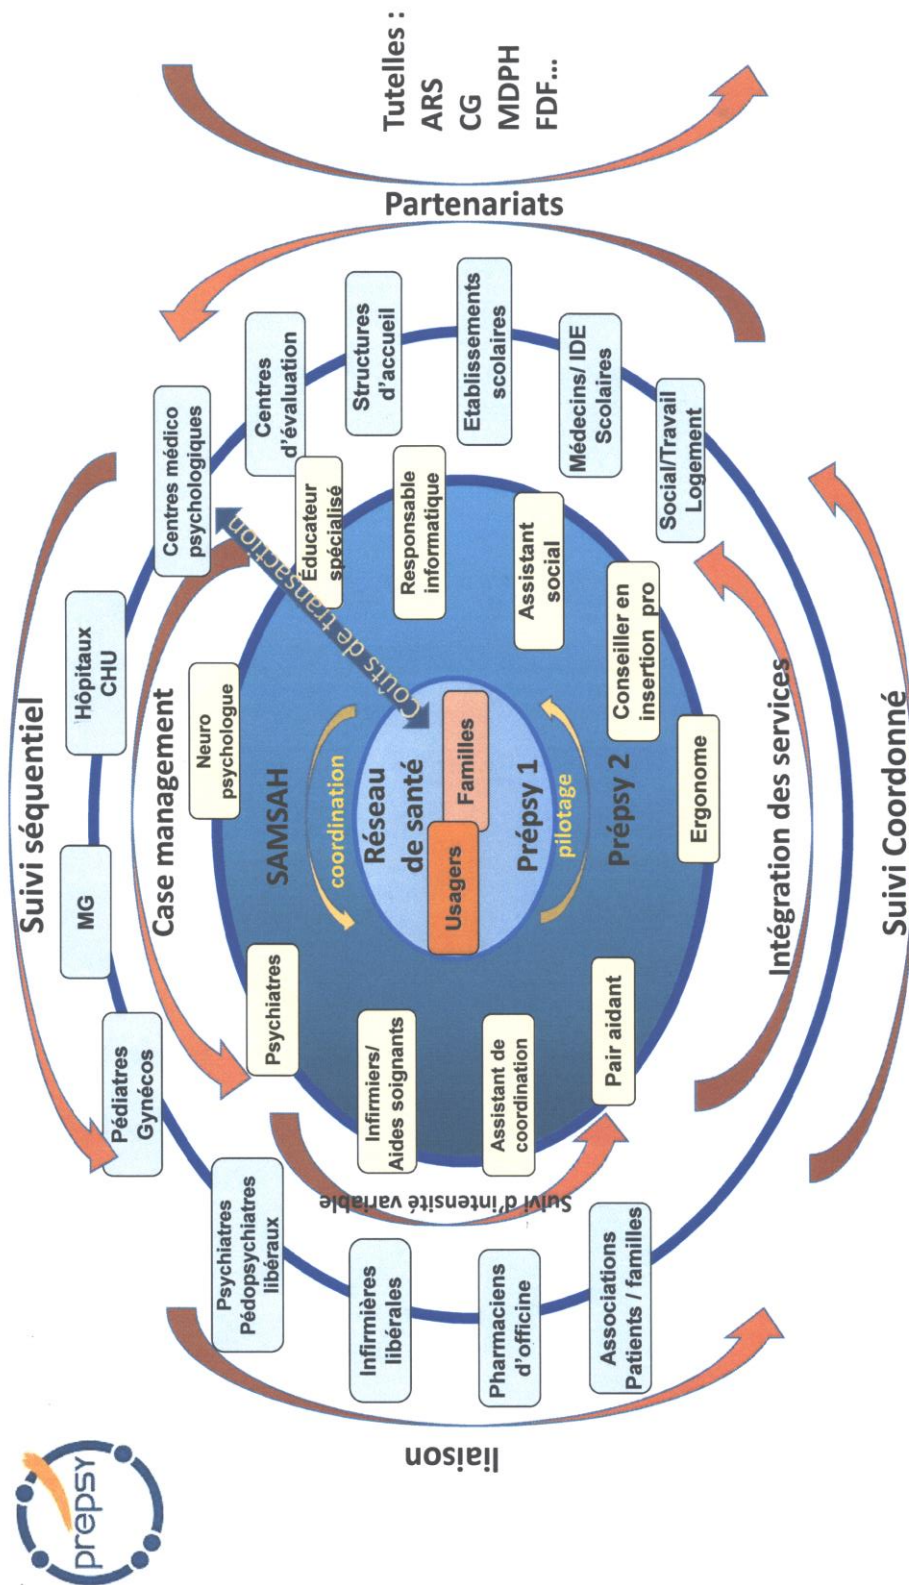 prepsy
Suivi séquentiel
Pédiatres
Gynécos
MG
Hôpitaux
CHU
Centres médico
psychologiques
Case management
Psychiatres
Pédopsychiatres
libéraux
Psychiatres
Neuro
psychologue
Centres
d'évaluation
Éducateur
spécialisé
SAMSAH
coordination
coûts de transaction
liaison
Infirmières
libérales
Suivi d'intensité variable
Infirmiers/
Aides soignants
Réseau
de santé
Usagers
Familles
Responsable
informatique
Structures
d'accueil
Partenariats
Tutelles :
ARS
CG
MDPH
FDF...
Pharmaciens
d'officine
Assistant de
coordination
Prépsy 1
pilotage
Prépsy 2
Assistant
social
Etablissements
scolaires
Associations
Patients / familles
Pair aidant
Conseiller en
insertion pro
Médecins/ IDE
Scolaires
Ergonome
Social/Travail
Logement
Intégration des services
Suivi Coordonné